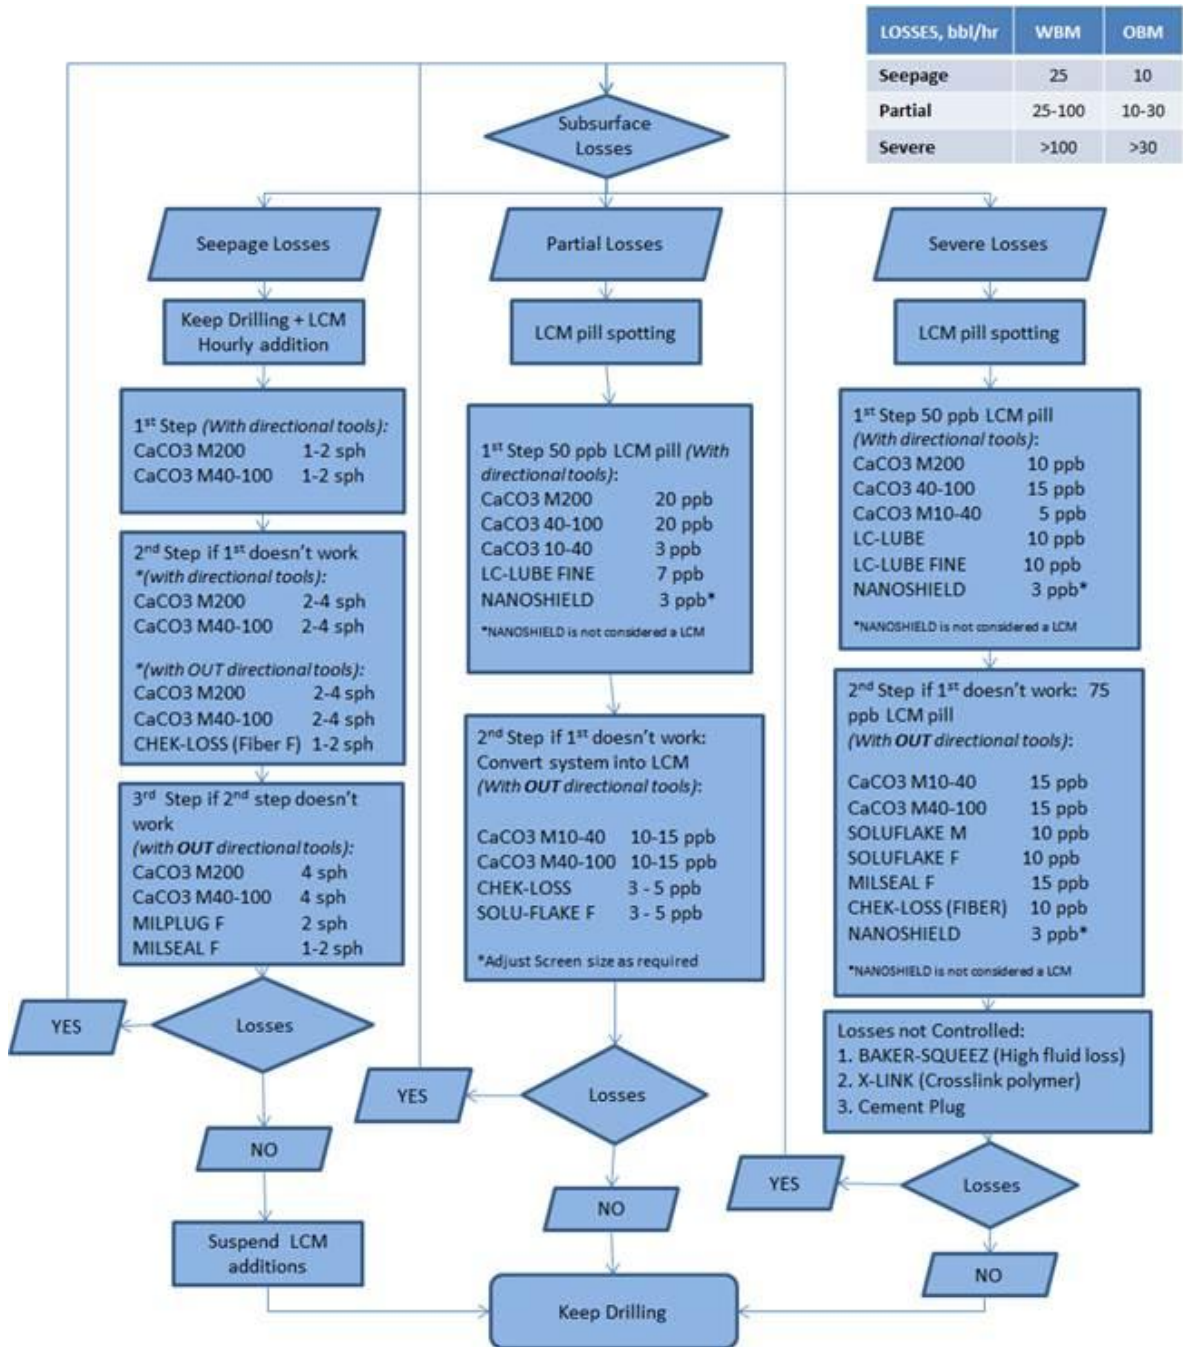 LOSSES, bbl/hr WBM OBM
Seepage 25 10
Partial 25-100 10-30
Severe >100 >30
Subsurface
Losses
Seepage Losses
Keep Drilling + LCM
Hourly addition
1st Step (With directional tools):
CaCO3 M200 1-2 sph
CaCO3 M40-100 1-2 sph
2nd Step if 1st doesn't work
*(with directional tools):
CaCO3 M200 2-4 sph
CaCO3 M40-100 2-4 sph
*(with OUT directional tools):
CaCO3 M200 2-4 sph
CaCO3 M40-100 2-4 sph
CHEK-LOSS (Fiber F) 1-2 sph
3rd Step if 2nd step doesn't
work
(with OUT directional tools):
CaCO3 M200 4 sph
CaCO3 M40-100 4 sph
MILPLUG F 2 sph
MILSEAL F 1-2 sph
Losses
YES
NO
Suspend LCM
additions
Partial Losses
LCM pill spotting
1st Step 50 ppb LCM pill (With
directional tools):
CaCO3 M200 20 ppb
CaCO3 40-100 20 ppb
CaCO3 10-40 3 ppb
LC-LUBE FINE 7 ppb
NANOSHIELD 3 ppb*
*NANOSHIELD is not considered a LCM
2nd Step if 1st doesn't work:
Convert system into LCM
(With OUT directional tools):
CaCO3 M10-40 10-15 ppb
CaCO3 M40-100 10-15 ppb
CHEK-LOSS 3 - 5 ppb
SOLU-FLAKE F 3 - 5 ppb
*Adjust Screen size as required
Losses
YES
NO
Severe Losses
LCM pill spotting
1st Step 50 ppb LCM pill
(With directional tools):
CaCO3 M200 10 ppb
CaCO3 40-100 15 ppb
CaCO3 M10-40 5 ppb
LC-LUBE 10 ppb
LC-LUBE FINE 10 ppb
NANOSHIELD 3 ppb*
*NANOSHIELD is not considered a LCM
2nd Step if 1st doesn't work: 75
ppb LCM pill
(With OUT directional tools):
CaCO3 M10-40 15 ppb
CaCO3 M40-100 15 ppb
SOLUFLAKE M 10 ppb
SOLUFLAKE F 10 ppb
MILSEAL F 15 ppb
CHEK-LOSS (FIBER) 10 ppb
NANOSHIELD 3 ppb*
*NANOSHIELD is not considered a LCM
Losses not Controlled:
1. BAKER-SQUEEZ (High fluid loss)
2. X-LINK (Crosslink polymer)
3. Cement Plug
Losses
YES
NO
Keep Drilling